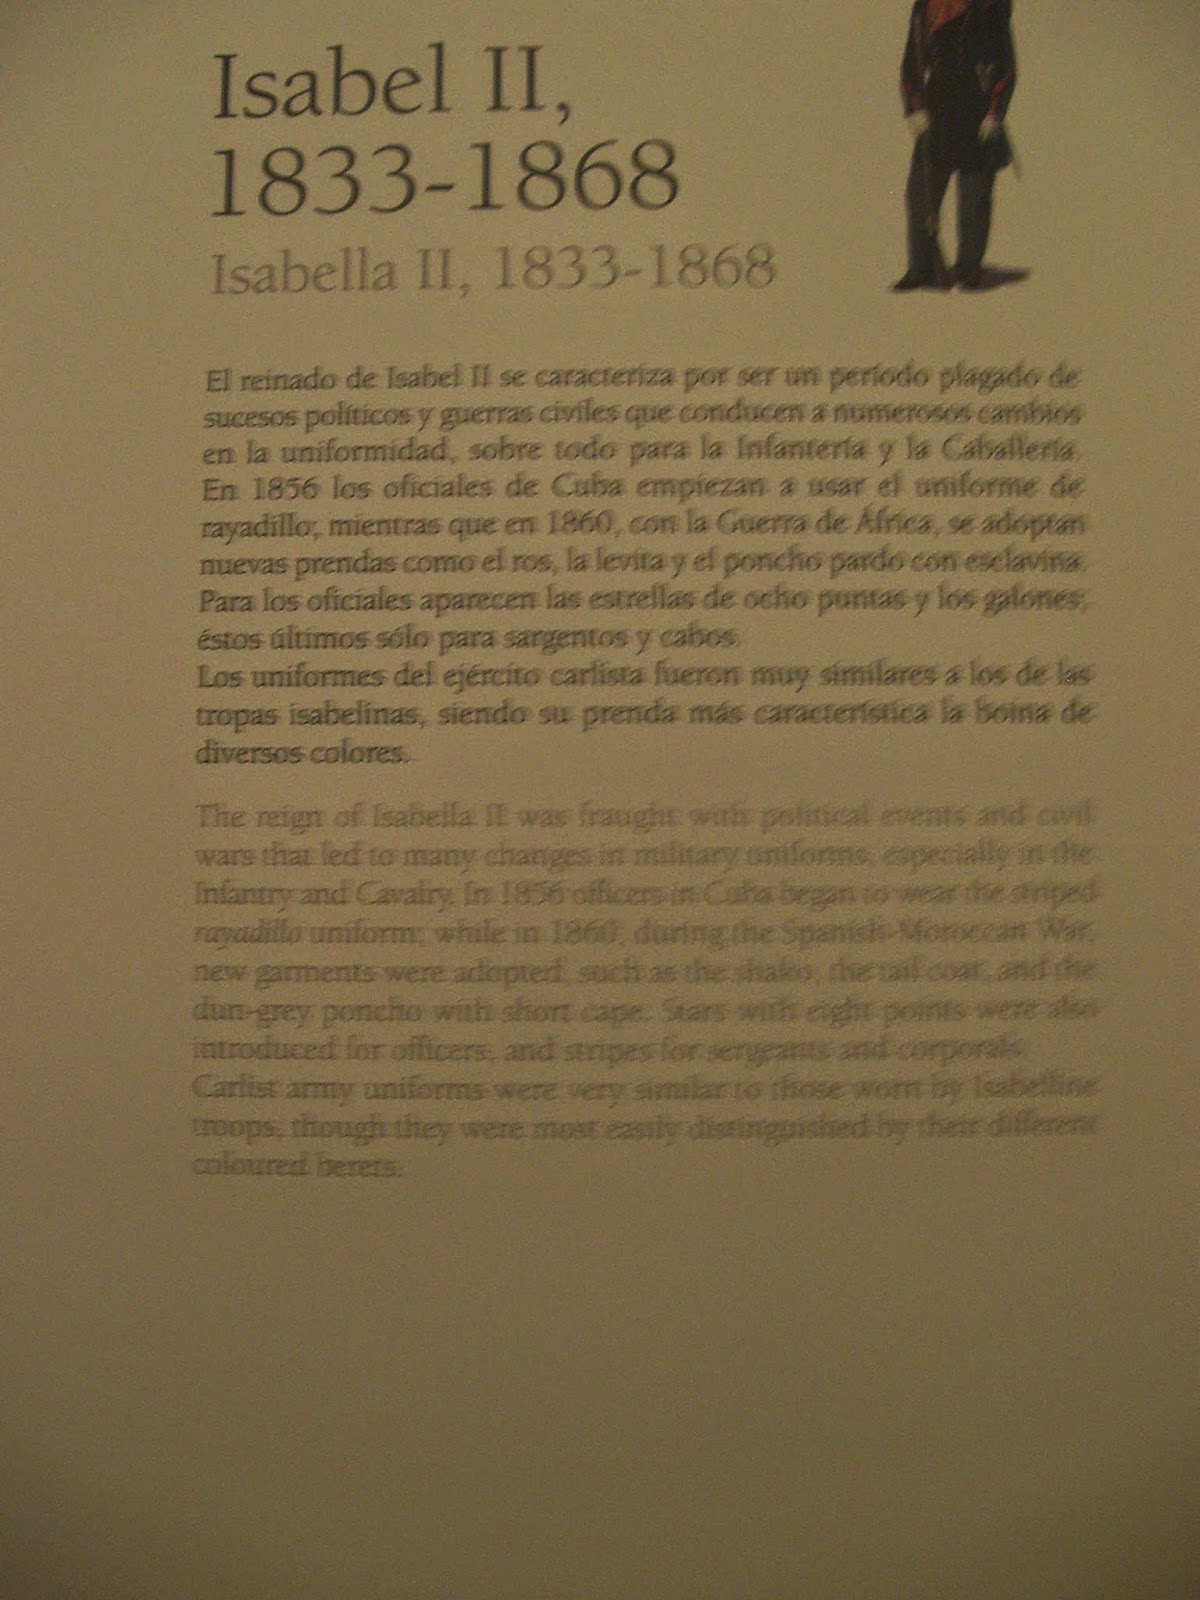 Isabel II,
1833-1868
Isabella II, 1833-1868
El reinado de Isabel II se caracteriza por ser un período plagado de
sucesos políticos y guerras civiles que conducen a numerosos cambios
en la uniformidad, sobre todo para la Infantería y la Caballería.
En 1856 los oficiales de Cuba empiezan a usar el uniforme de
rayadillo; mientras que en 1860, con la Guerra de África, se adoptan
nuevas prendas como el ros, la levita y el poncho pardo con esclavina.
Para los oficiales aparecen las estrellas de ocho puntas y los galones,
éstos últimos sólo para sargentos y cabos.
Los uniformes del ejército carlista fueron muy similares a los de las
tropas isabelinas, siendo su prenda más característica la boina de
diversos colores.
The reign of Isabella II was fraught with political events and civil
wars that led to many changes in military uniforms, especially in the
Infantry and Cavalry. In 1856 officers in Cuba began to wear the striped
rayadillo uniform; while in 1860, during the Spanish-Moroccan War,
new garments were adopted, such as the shako, the tail coat, and the
dun-grey poncho with short cape. Stars with eight points were also
introduced for officers, and stripes for sergeants and corporals.
Carlist army uniforms were very similar to those worn by Isabelline
troops, though they were most easily distinguished by their different
coloured berets.